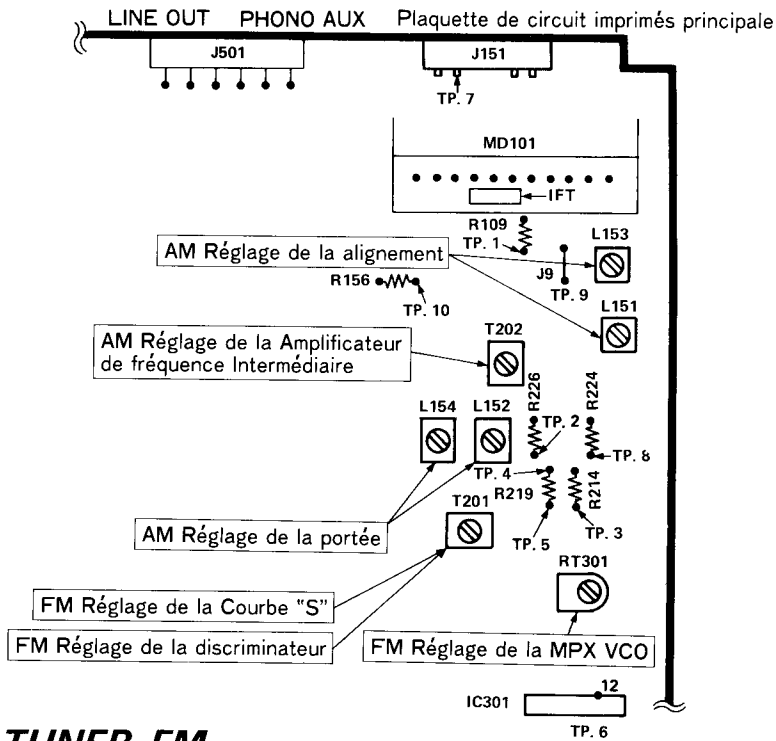 LINE OUT PHONO AUX Plaquette de circuit imprimés principale
J501
J151
TP. 7
MD101
IFT
R109
TP. 1
L153
AM Réglage de la alignement
J9
TP. 9
R156
TP. 10
L151
T202
AM Réglage de la Amplificateur
de fréquence Intermédiaire
R226
R224
L154
L152
TP. 2
TP. 8
TP. 4
R219
R214
T201
AM Réglage de la portée
TP. 5
TP. 3
RT301
FM Réglage de la Courbe "S"
FM Réglage de la discriminateur
FM Réglage de la MPX VCO
12
IC301
TP. 6
TUNER FM